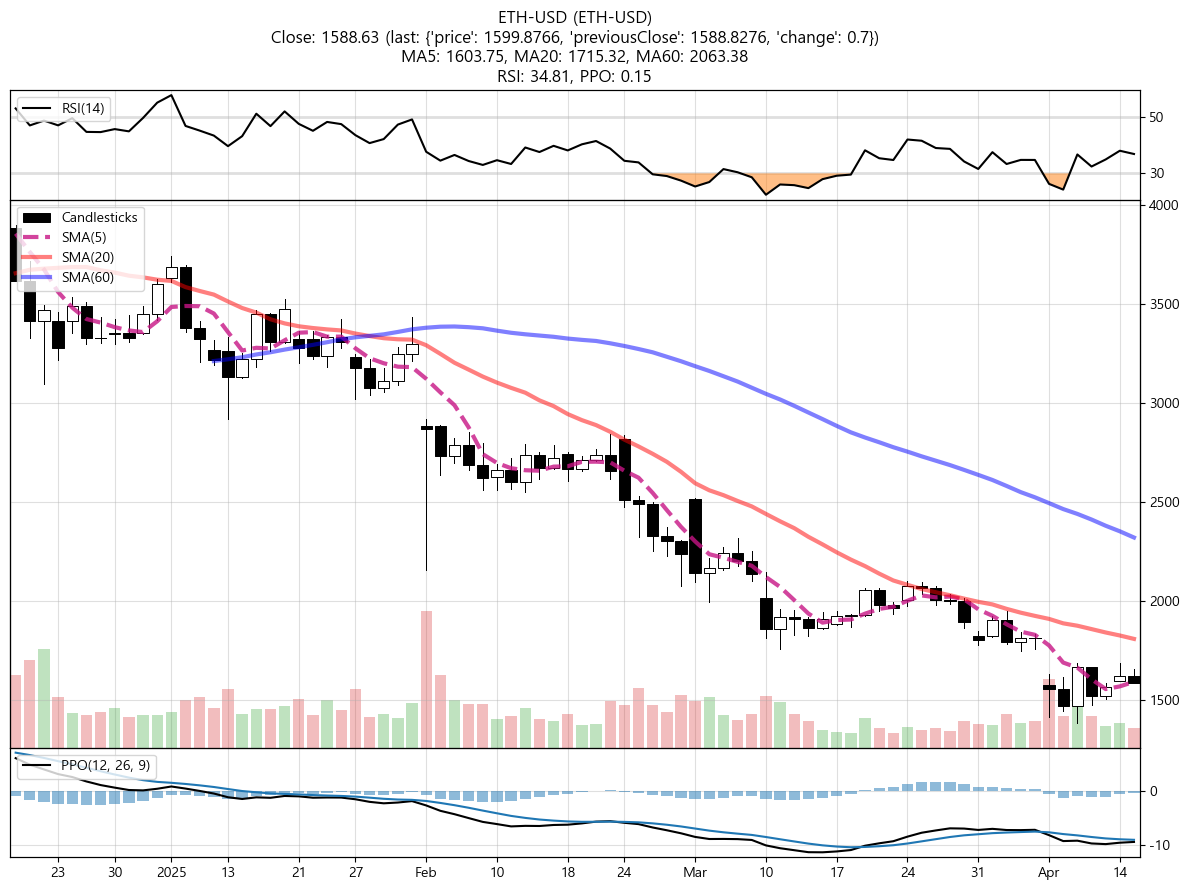 ETH-USD (ETH-USD)
Close: 1588.63 (last: {'price': 1599.8766, 'previousClose': 1588.8276, 'change': 0.7})
MA5: 1603.75, MA20: 1715.32, MA60: 2063.38
RSI: 34.81, PPO: 0.15
RSI(14)
50
30
Candlesticks
SMA(5)
SMA(20)
SMA(60)
4000
3500
3000
2500
2000
1500
PPO(12, 26, 9)
0
-10
23 30 2025 13 21 27 Feb 10 18 24 Mar 10 17 24 31 Apr 14